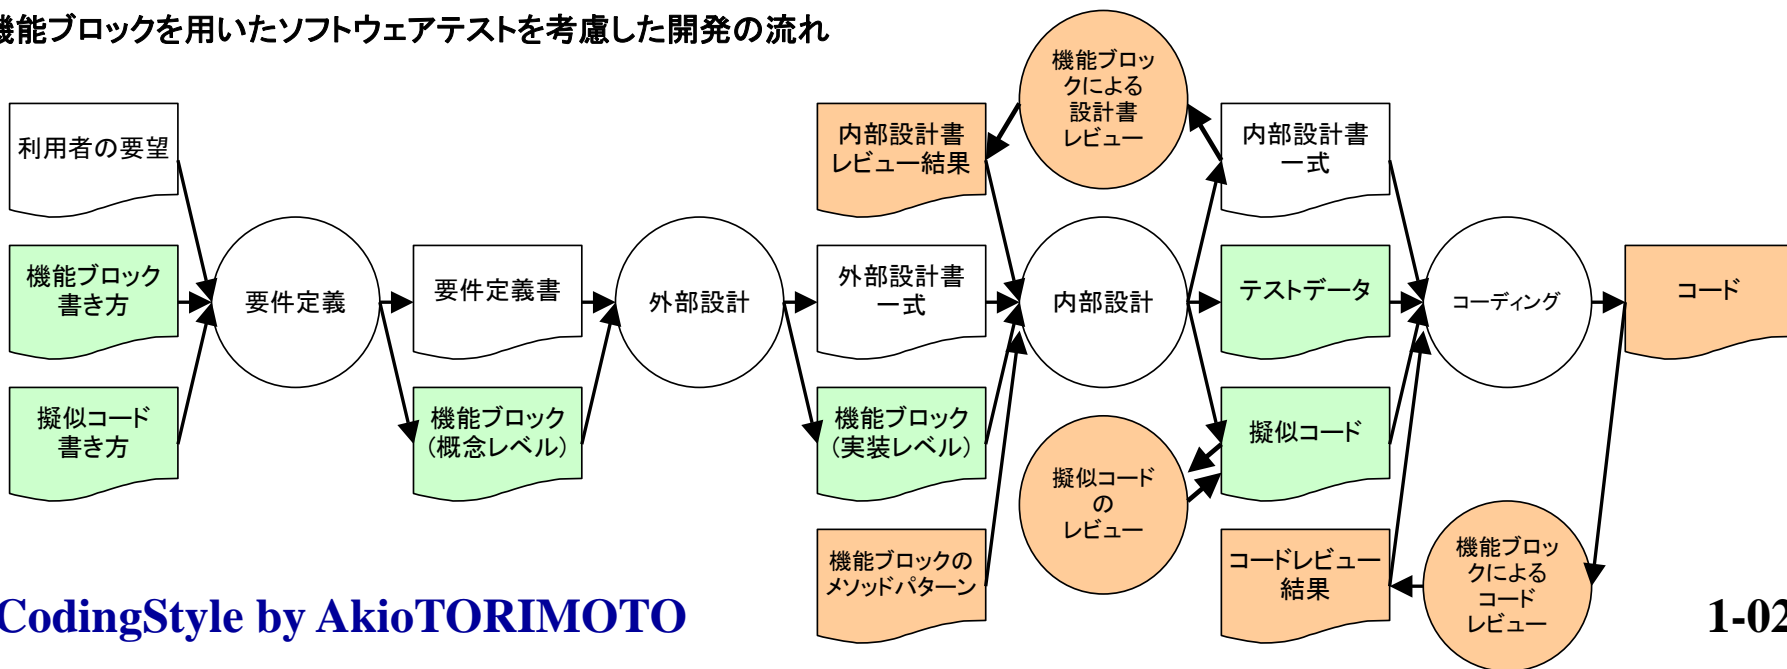 機能ブロックを用いたソフトウェアテストを考慮した開発の流れ
利用者の要望
機能ブロック
書き方
擬似コード
書き方
要件定義
要件定義書
機能ブロック
（概念レベル）
外部設計
内部設計書
レビュー結果
外部設計書
一式
機能ブロック
（実装レベル）
機能ブロックの
メソッドパターン
機能ブロッ
クによる
設計書
レビュー
内部設計
擬似コード
の
レビュー
内部設計書
一式
テストデータ
擬似コード
コードレビュー
結果
コーディング
機能ブロッ
クによる
コード
レビュー
コード
CodingStyle by AkioTORIMOTO
1-02